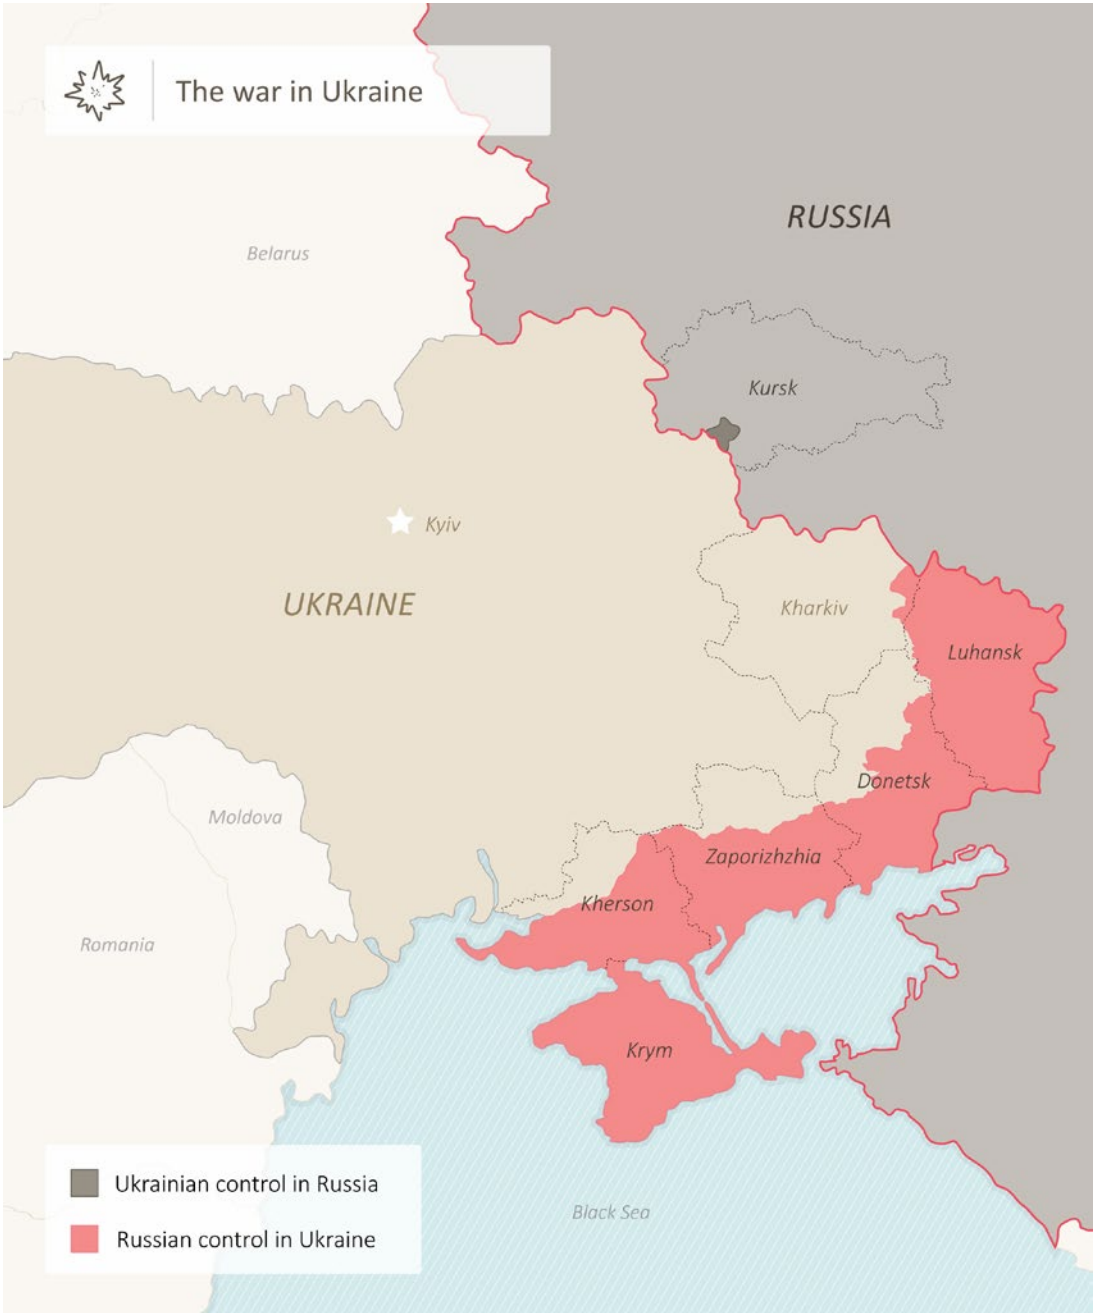 The war in Ukraine
RUSSIA
Belarus
Kursk
Kyiv
UKRAINE
Kharkiv
Luhansk
Donetsk
Moldova
Zaporizhzhia
Kherson
Romania
Krym
Ukrainian control in Russia
Black Sea
Russian control in Ukraine